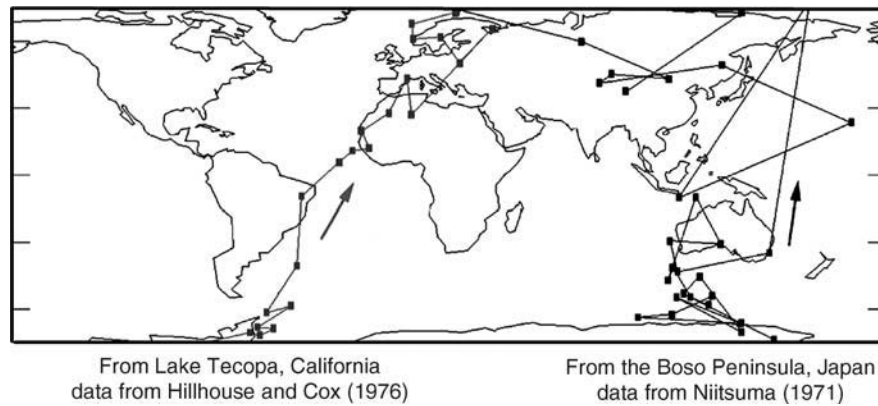 From Lake Tecopa, California
data from Hillhouse and Cox (1976)
From the Boso Peninsula, Japan
data from Niitsuma (1971)